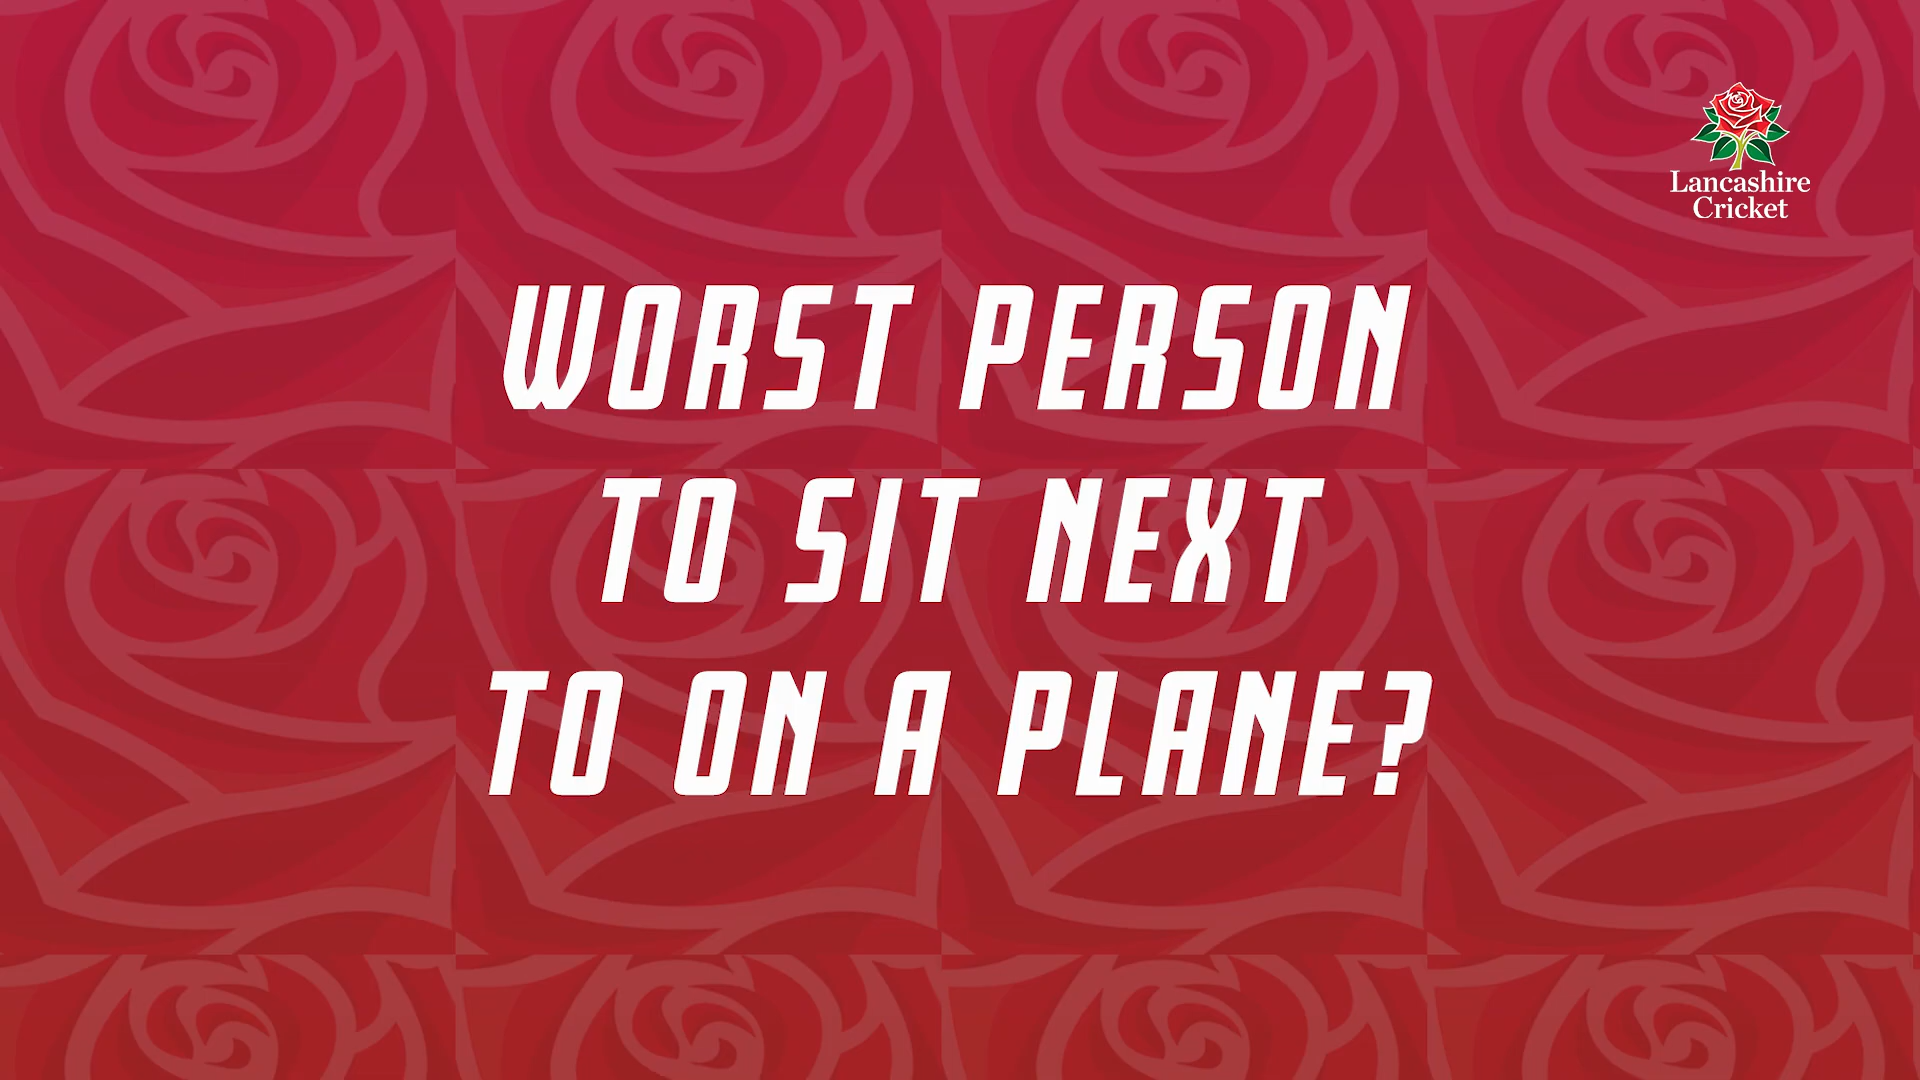 Lancashire
Cricket
WORST PERSON
TO SIT NEXT
TO ON A PLANE?